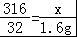 316/32 = x/1.6g